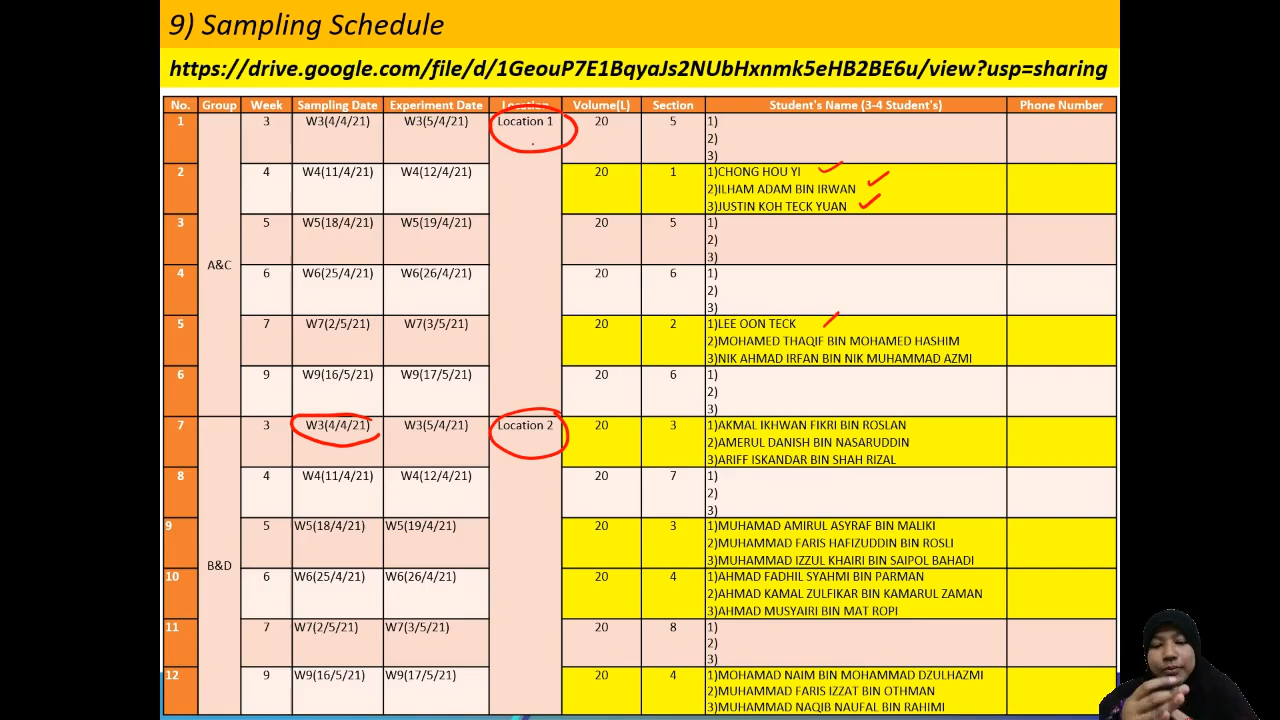 9) Sampling Schedule
https://drive.google.com/file/d/1GeouP7E1BqyaJs2NUbHxnmk5eHB2BE6u/view?usp=sharing
No. Group Week Sampling Date Experiment Date Location Volume(L) Section Student's Name (3-4 Student's) Phone Number
1 3 W3(4/4/21) W3(5/4/21) Location 1 20 5 1)
2)
3)
2 4 W4(11/4/21) W4(12/4/21) 20 1 1)CHONG HOU YI
2)ILHAM ADAM BIN IRWAN
3)JUSTIN KOH TECK YUAN
3 5 W5(18/4/21) W5(19/4/21) 20 5 1)
2)
3)
A&C
4 6 W6(25/4/21) W6(26/4/21) 20 6 1)
2)
3)
5 7 W7(2/5/21) W7(3/5/21) 20 2 1)LEE OON TECK
2)MOHAMED THAQIF BIN MOHAMED HASHIM
3)NIK AHMAD IRFAN BIN NIK MUHAMMAD AZMI
6 9 W9(16/5/21) W9(17/5/21) 20 6 1)
2)
3)
7 3 W3(4/4/21) W3(5/4/21) Location 2 20 3 1)AKMAL IKHWAN FIKRI BIN ROSLAN
2)AMERUL DANISH BIN NASARUDDIN
3)ARIFF ISKANDAR BIN SHAH RIZAL
8 4 W4(11/4/21) W4(12/4/21) 20 7 1)
2)
3)
9 5 W5(18/4/21) W5(19/4/21) 20 3 1)MUHAMAD AMIRUL ASYRAF BIN MALIKI
2)MUHAMMAD FARIS HAFIZUDDIN BIN ROSLI
3)MUHAMMAD IZZUL KHAIRI BIN SAIPOL BAHADI
B&D
10 6 W6(25/4/21) W6(26/4/21) 20 4 1)AHMAD FADHIL SYAHMI BIN PARMAN
2)AHMAD KAMAL ZULFIKAR BIN KAMARUL ZAMAN
3)AHMAD MUSYAIRI BIN MAT ROPI
11 7 W7(2/5/21) W7(3/5/21) 20 8 1)
2)
3)
12 9 W9(16/5/21) W9(17/5/21) 20 4 1)MOHAMAD NAIM BIN MOHAMMAD DZULHAZMI
2)MUHAMMAD FARIS IZZAT BIN OTHMAN
3)MUHAMMAD NAQIB NAUFAL BIN RAHIMI